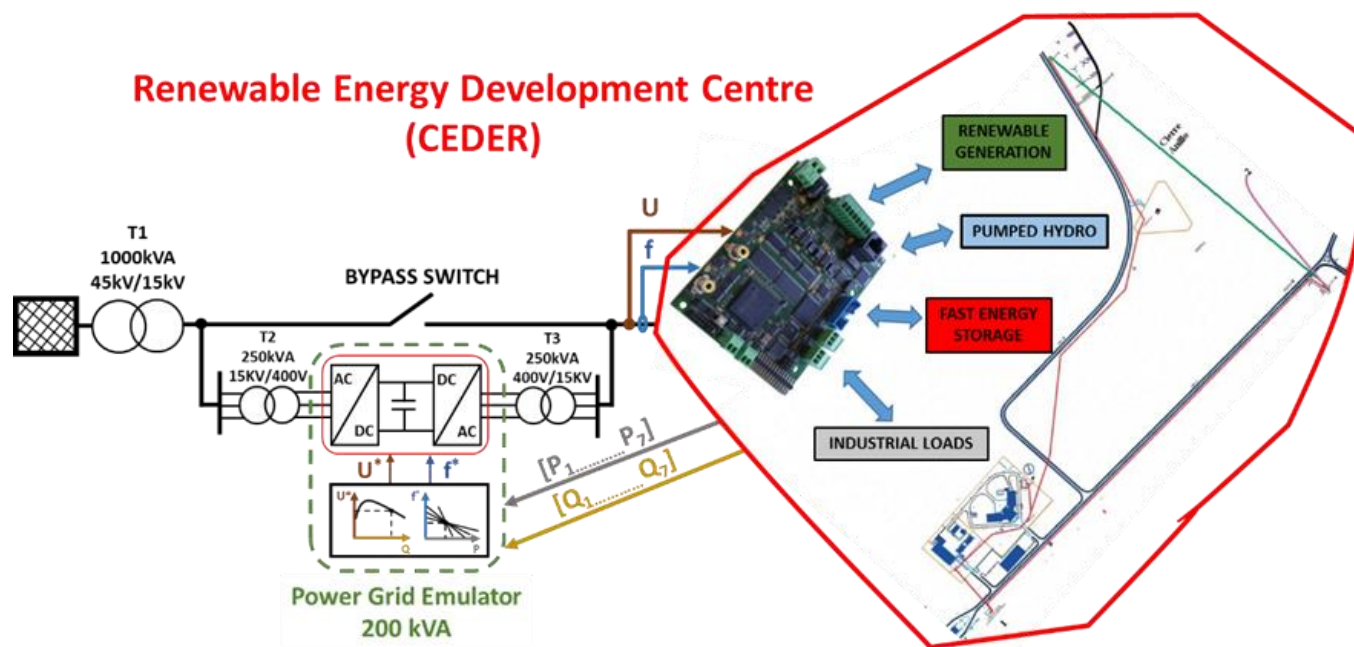 Renewable Energy Development Centre
(CEDER)
RENEWABLE
GENERATION
Cierre
Anillo
PUMPED HYDRO
FAST ENERGY
STORAGE
INDUSTRIAL LOADS
U
f
T1
1000kVA
45kV/15kV
BYPASS SWITCH
T2
250kVA
15KV/400V
AC
DC
DC
AC
T3
250kVA
400V/15KV
U*
f*
U*
Q
f'
P
[P1..........P7]
[Q1..........Q7]
Power Grid Emulator
200 kVA